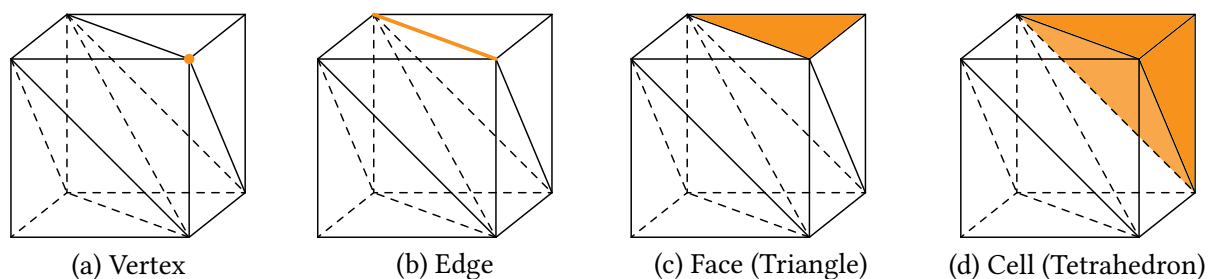 (a) Vertex
(b) Edge
(c) Face (Triangle)
(d) Cell (Tetrahedron)